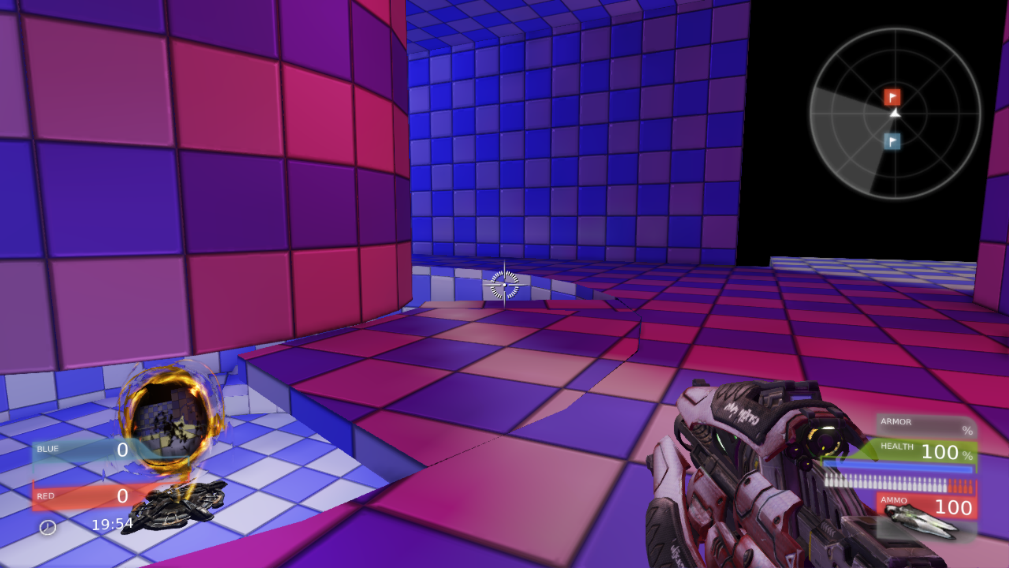 BLUE 0
RED 0
19:54
ARMOR %
HEALTH 100 %
AMMO 100